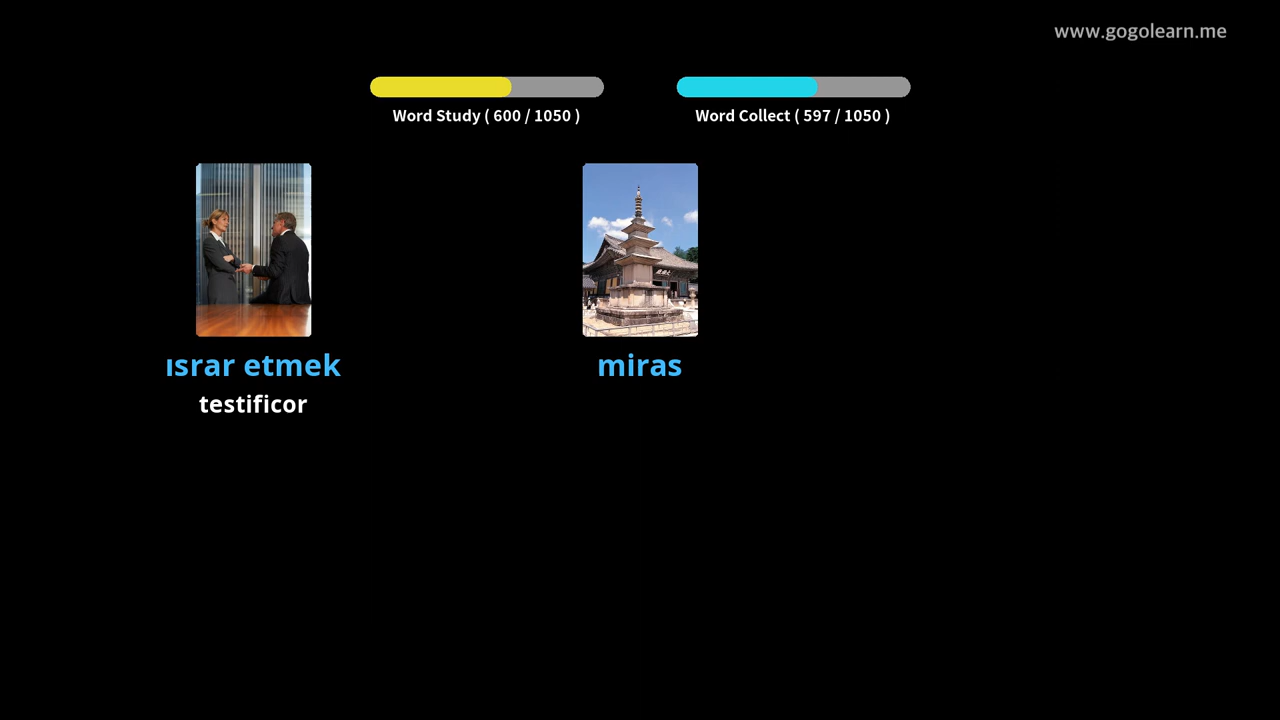 www.gogolearn.me
Word Study ( 600 / 1050 )
Word Collect ( 597 / 1050 )
ısrar etmek
testificor
miras